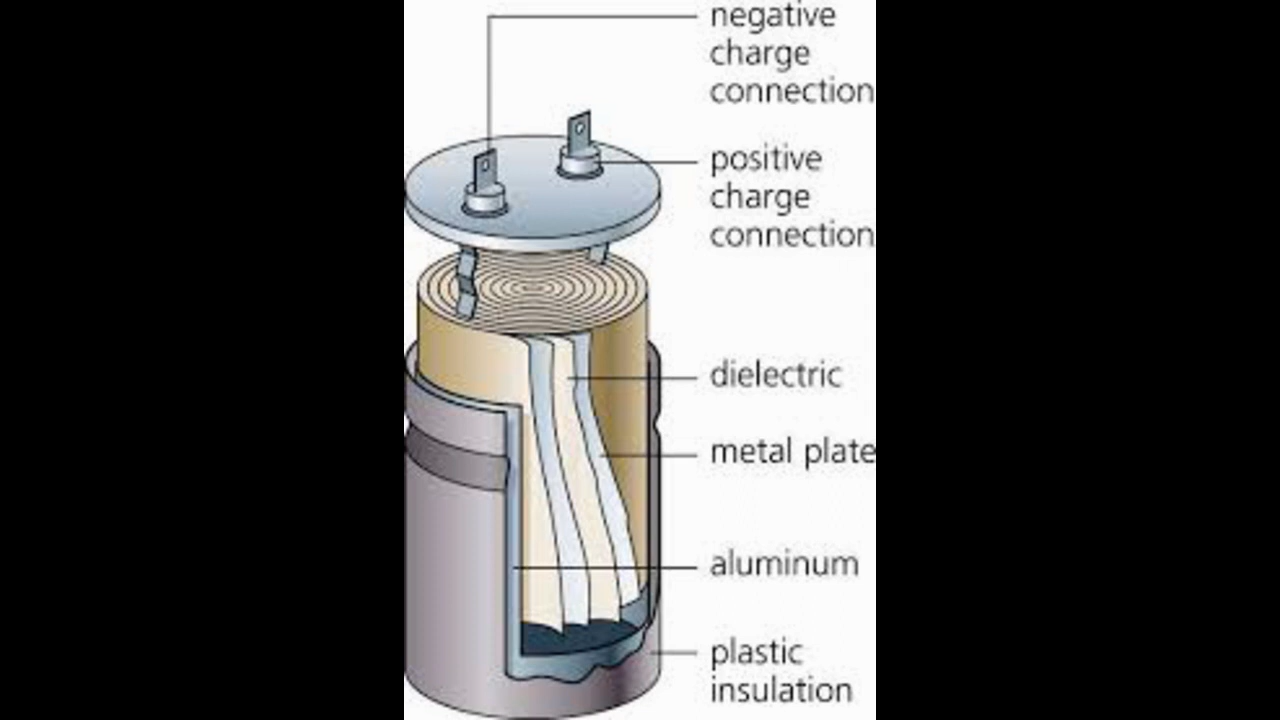 negative
charge
connection
positive
charge
connection
dielectric
metal plate
aluminum
plastic
insulation